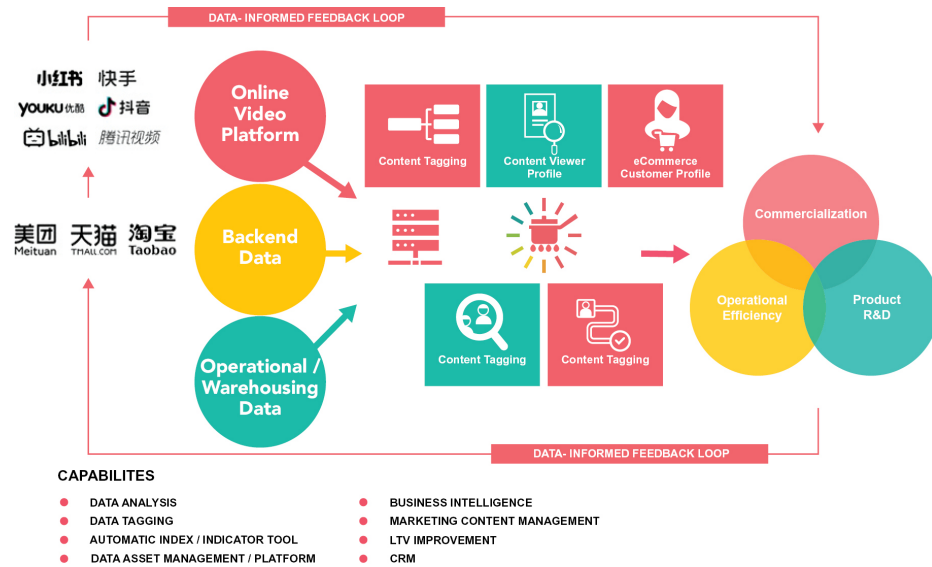 DATA- INFORMED FEEDBACK LOOP
小红书 快手
YOUKU优酷 抖音
bilibili 腾讯视频
美团 天猫 淘宝
Meituan TMALL.COM Taobao
Online
Video
Platform
Backend
Data
Operational /
Warehousing
Data
Content Tagging
Content Viewer
Profile
eCommerce
Customer Profile
Content Tagging
Content Tagging
Commercialization
Operational
Efficiency
Product
R&D
DATA- INFORMED FEEDBACK LOOP
CAPABILITES
DATA ANALYSIS
DATA TAGGING
AUTOMATIC INDEX / INDICATOR TOOL
DATA ASSET MANAGEMENT / PLATFORM
BUSINESS INTELLIGENCE
MARKETING CONTENT MANAGEMENT
LTV IMPROVEMENT
CRM